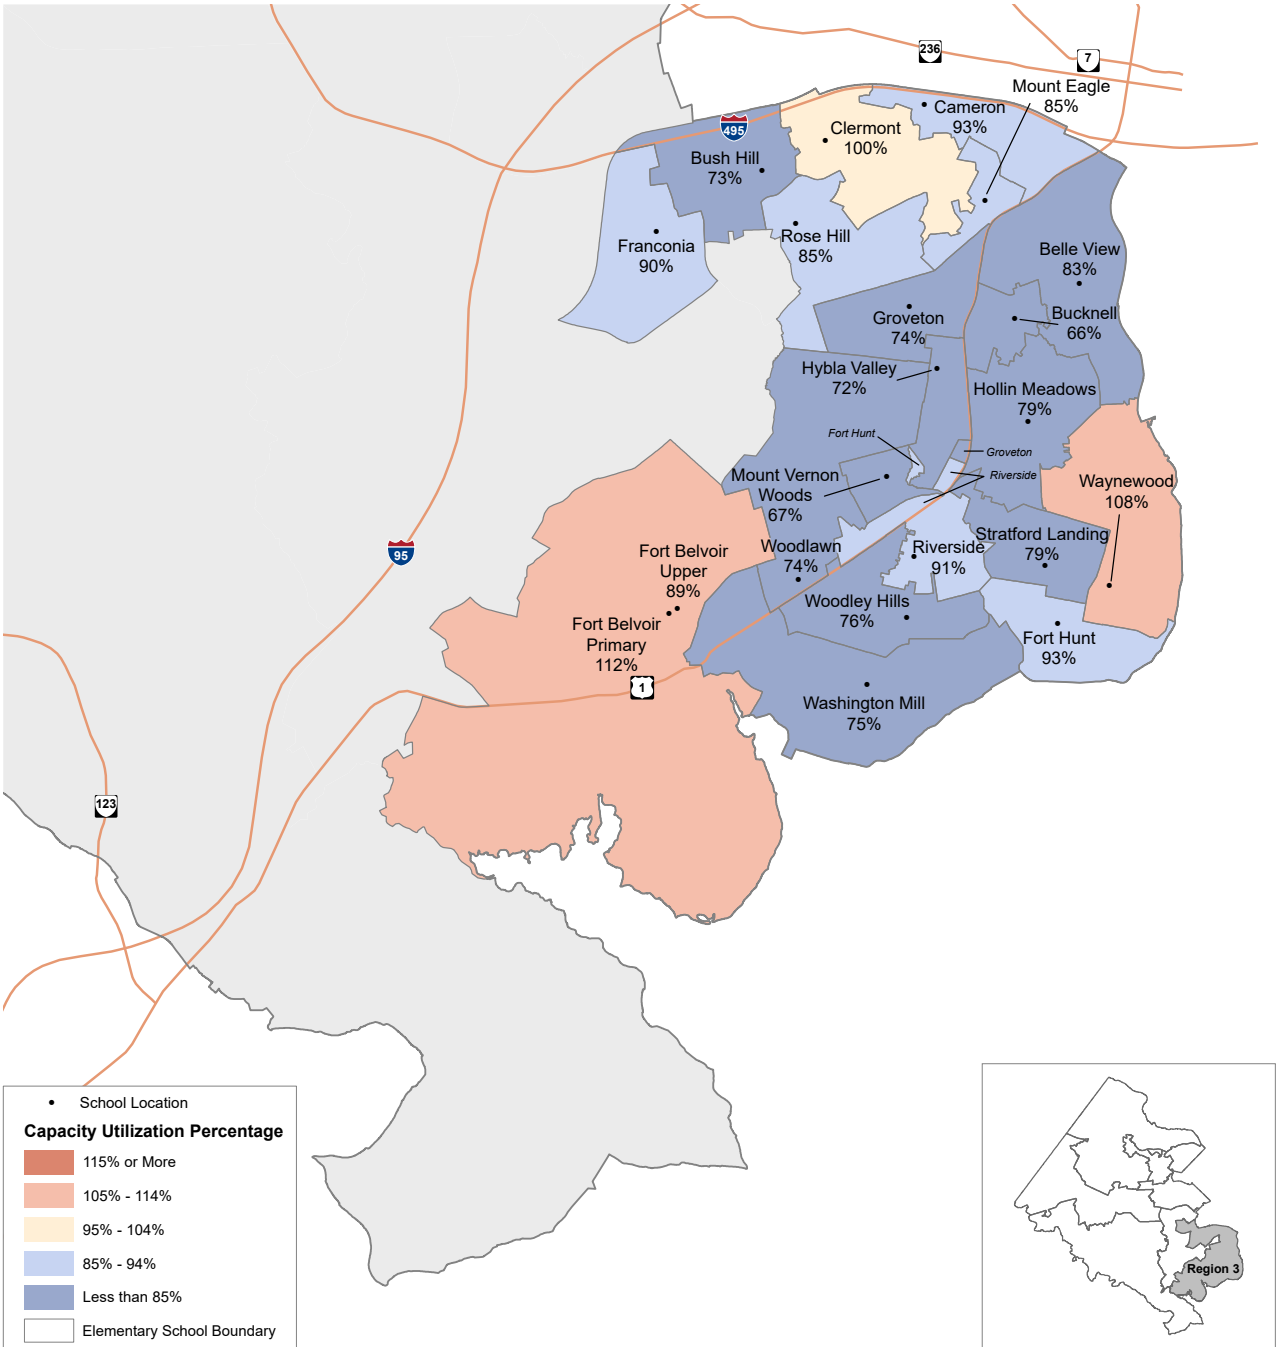 236
7
Mount Eagle
85%
Cameron
93%
495
Clermont
100%
Bush Hill
73%
Franconia
90%
Rose Hill
85%
Belle View
83%
Groveton
74%
Bucknell
66%
Hybla Valley
72%
Hollin Meadows
79%
Fort Hunt
Groveton
Riverside
Mount Vernon
Woods
67%
Waynewood
108%
95
Fort Belvoir
Upper
89%
Woodlawn
74%
Riverside
91%
Stratford Landing
79%
Fort Belvoir
Primary
112%
Woodley Hills
76%
Fort Hunt
93%
1
Washington Mill
75%
123
School Location
Capacity Utilization Percentage
115% or More
105% - 114%
95% - 104%
85% - 94%
Less than 85%
Elementary School Boundary
Region 3